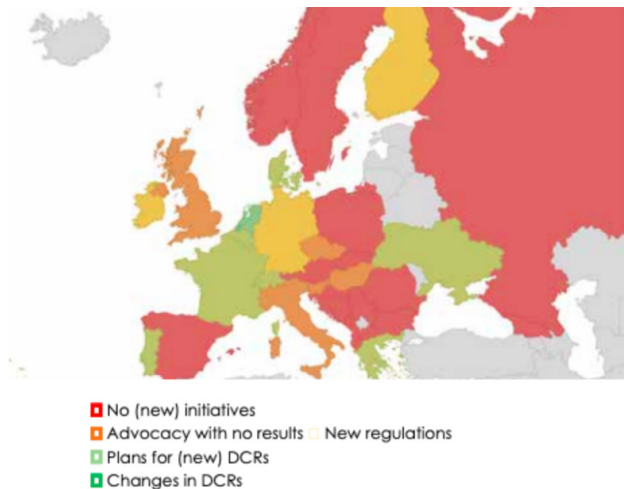 No (new) initiatives
Advocacy with no results New regulations
Plans for (new) DCRs
Changes in DCRs